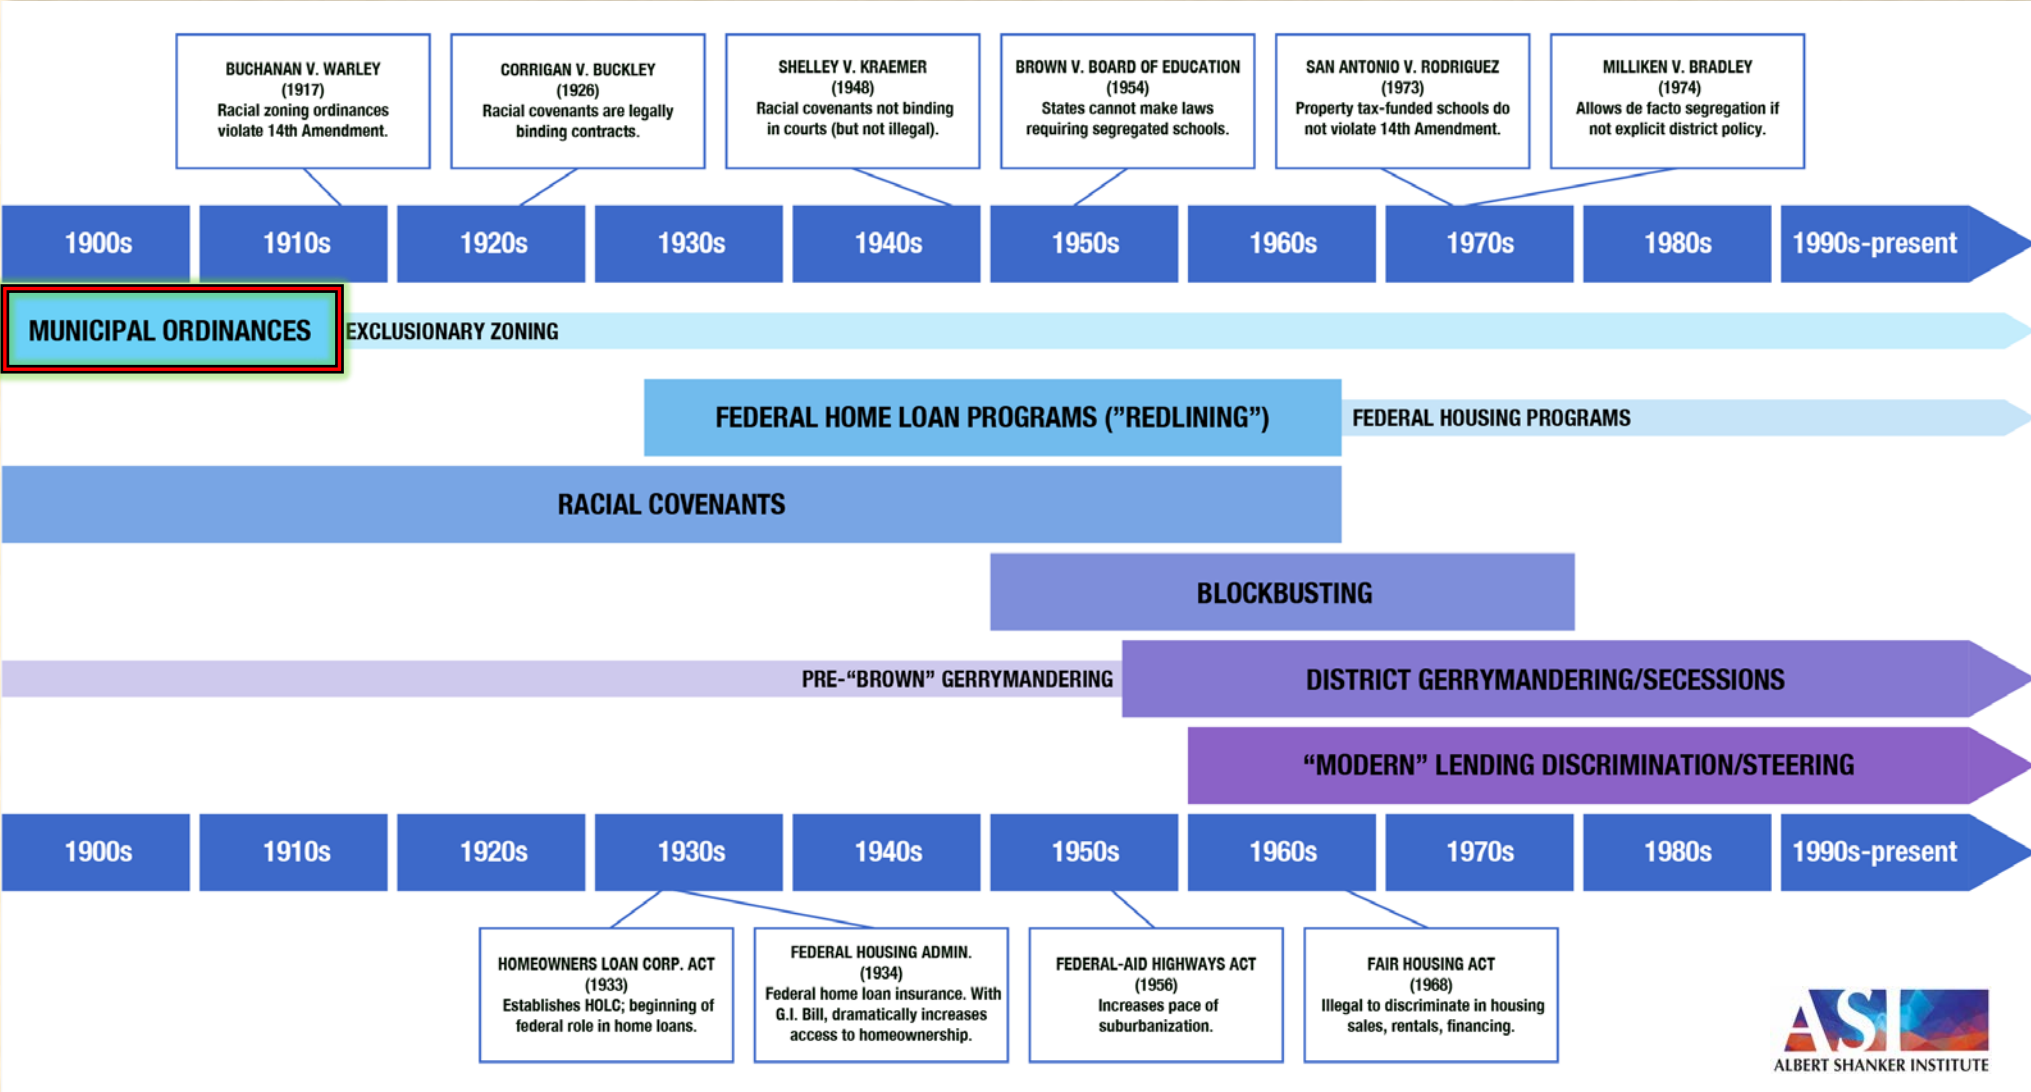 BUCHANAN V. WARLEY
(1917)
Racial zoning ordinances
violate 14th Amendment.
CORRIGAN V. BUCKLEY
(1926)
Racial covenants are legally
binding contracts.
SHELLEY V. KRAEMER
(1948)
Racial covenants not binding
in courts (but not illegal).
BROWN V. BOARD OF EDUCATION
(1954)
States cannot make laws
requiring segregated schools.
SAN ANTONIO V. RODRIGUEZ
(1973)
Property tax-funded schools do
not violate 14th Amendment.
MILLIKEN V. BRADLEY
(1974)
Allows de facto segregation if
not explicit district policy.
1900s
1910s
1920s
1930s
1940s
1950s
1960s
1970s
1980s
1990s-present
MUNICIPAL ORDINANCES
EXCLUSIONARY ZONING
FEDERAL HOME LOAN PROGRAMS (”REDLINING”)
FEDERAL HOUSING PROGRAMS
RACIAL COVENANTS
BLOCKBUSTING
PRE-“BROWN” GERRYMANDERING
DISTRICT GERRYMANDERING/SECESSIONS
“MODERN” LENDING DISCRIMINATION/STEERING
1900s
1910s
1920s
1930s
1940s
1950s
1960s
1970s
1980s
1990s-present
HOMEOWNERS LOAN CORP. ACT
(1933)
Establishes HOLC; beginning of
federal role in home loans.
FEDERAL HOUSING ADMIN.
(1934)
Federal home loan insurance. With
G.I. Bill, dramatically increases
access to homeownership.
FEDERAL-AID HIGHWAYS ACT
(1956)
Increases pace of
suburbanization.
FAIR HOUSING ACT
(1968)
Illegal to discriminate in housing
sales, rentals, financing.
ASI
ALBERT SHANKER INSTITUTE